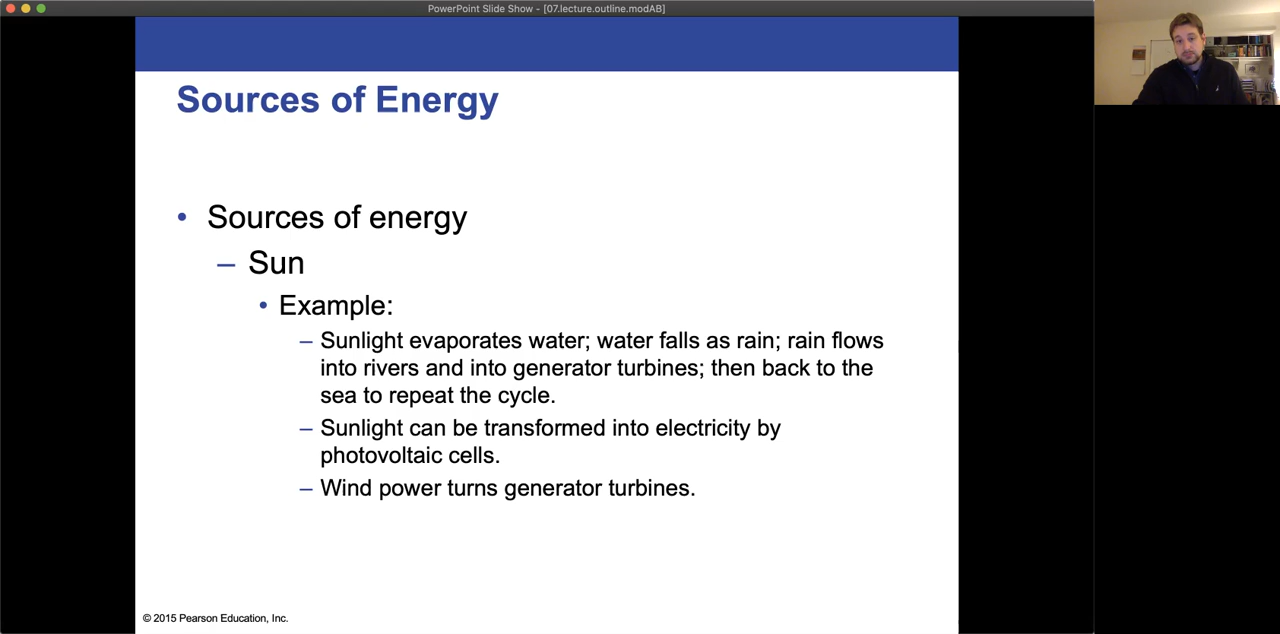 PowerPoint Slide Show - [07.lecture.outline.modAB]
Sources of Energy
• Sources of energy
– Sun
• Example:
– Sunlight evaporates water; water falls as rain; rain flows
into rivers and into generator turbines; then back to the
sea to repeat the cycle.
– Sunlight can be transformed into electricity by
photovoltaic cells.
– Wind power turns generator turbines.
© 2015 Pearson Education, Inc.